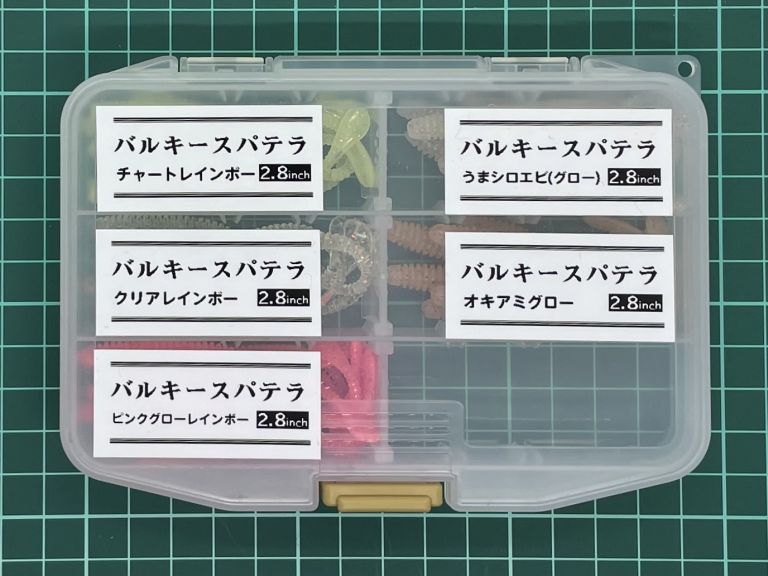 バルキースパテラ
チャートレインボー 2.8inch
バルキースパテラ
うまシロエビ(グロー) 2.8inch
バルキースパテラ
クリアレインボー 2.8inch
バルキースパテラ
オキアミグロー 2.8inch
バルキースパテラ
ピンクグローレインボー 2.8inch